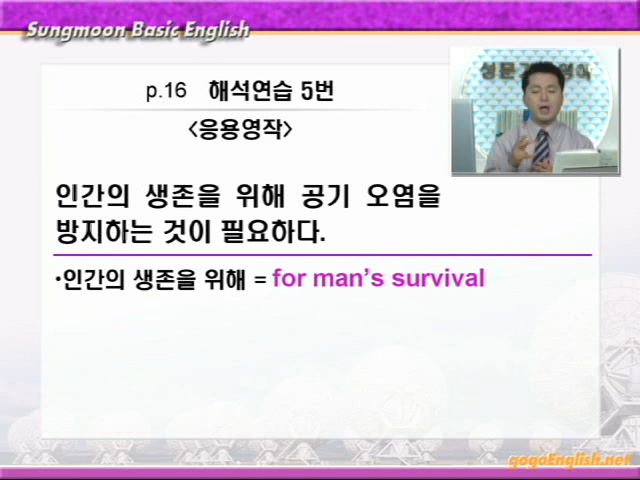 Sungmoon Basic English
p.16 해석연습 5번
<응용영작>
인간의 생존을 위해 공기 오염을
방지하는 것이 필요하다.
•인간의 생존을 위해 = for man's survival
gogoEnglish.net